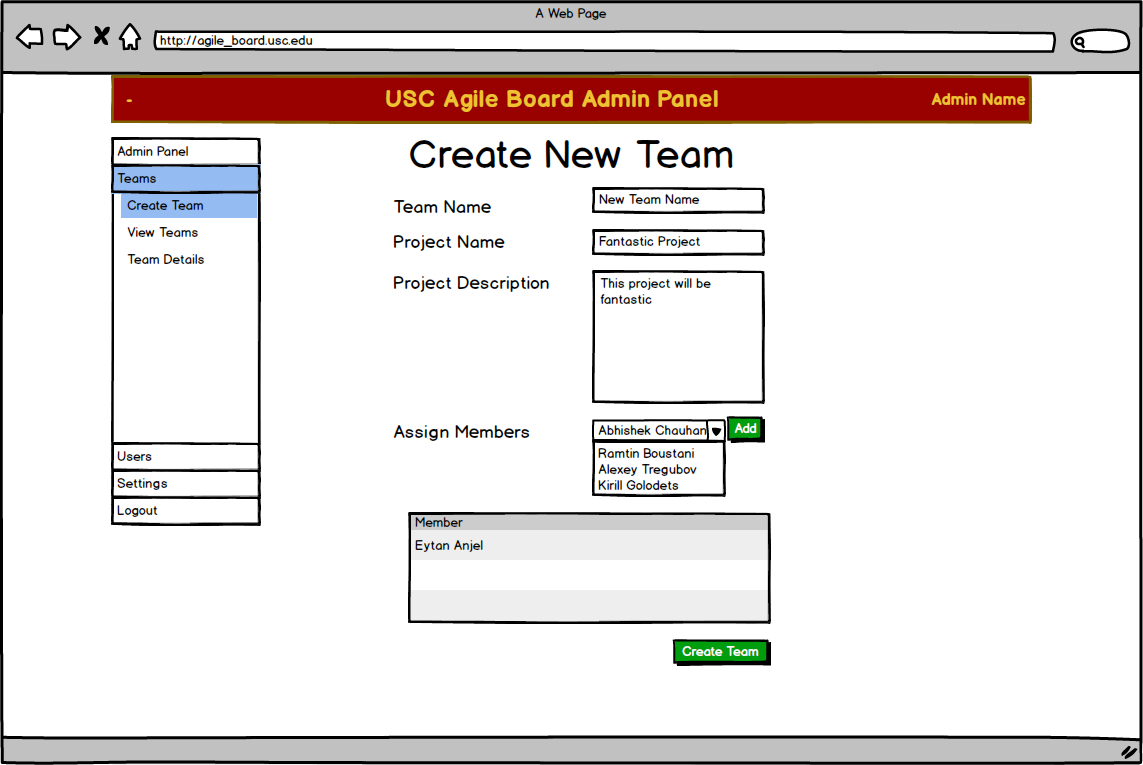 A Web Page
http://agile_board.usc.edu
- USC Agile Board Admin Panel Admin Name
Admin Panel
Teams
Create Team
View Teams
Team Details
Users
Settings
Logout
Create New Team
Team Name New Team Name
Project Name Fantastic Project
Project Description This project will be
fantastic
Assign Members Abhishek Chauhan Add
Ramtin Boustani
Alexey Tregubov
Kirill Golodets
Member
Eytan Anjel
Create Team